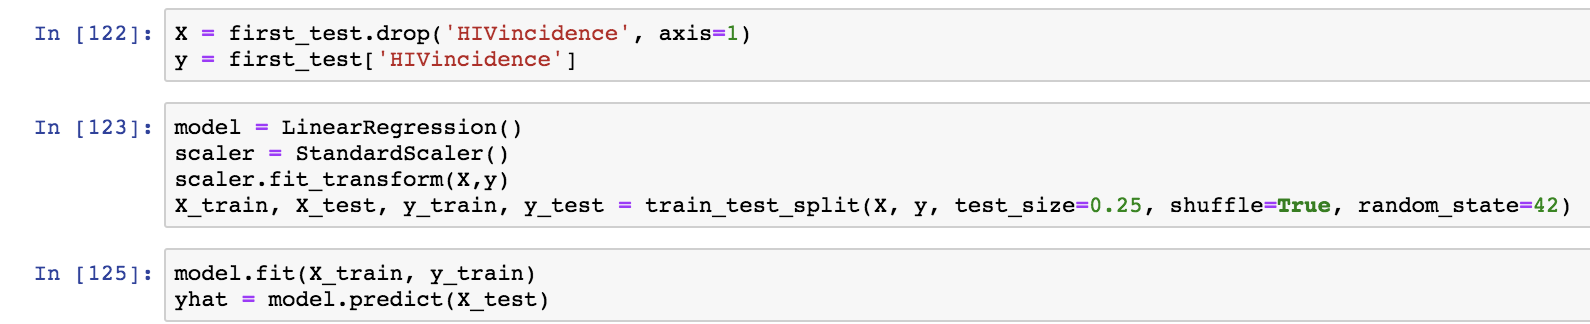 In [122]: X = first_test.drop('HIVincidence', axis=1)
y = first_test['HIVincidence']
In [123]: model = LinearRegression()
scaler = StandardScaler()
scaler.fit_transform(X,y)
X_train, X_test, y_train, y_test = train_test_split(X, y, test_size=0.25, shuffle=True, random_state=42)
In [125]: model.fit(X_train, y_train)
yhat = model.predict(X_test)